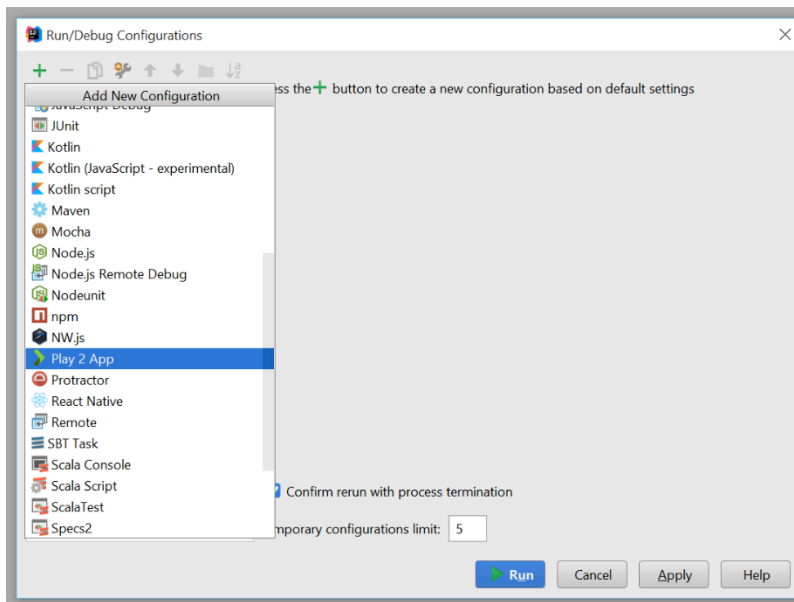 Run/Debug Configurations
Add New Configuration
ess the + button to create a new configuration based on default settings
JavaScript Debug
JUnit
Kotlin
Kotlin (JavaScript - experimental)
Kotlin script
Maven
Mocha
Node.js
Node.js Remote Debug
Nodeunit
npm
NW.js
Play 2 App
Protractor
React Native
Remote
SBT Task
Scala Console
Scala Script
ScalaTest
Specs2
Confirm rerun with process termination
mporary configurations limit: 5
Run Cancel Apply Help